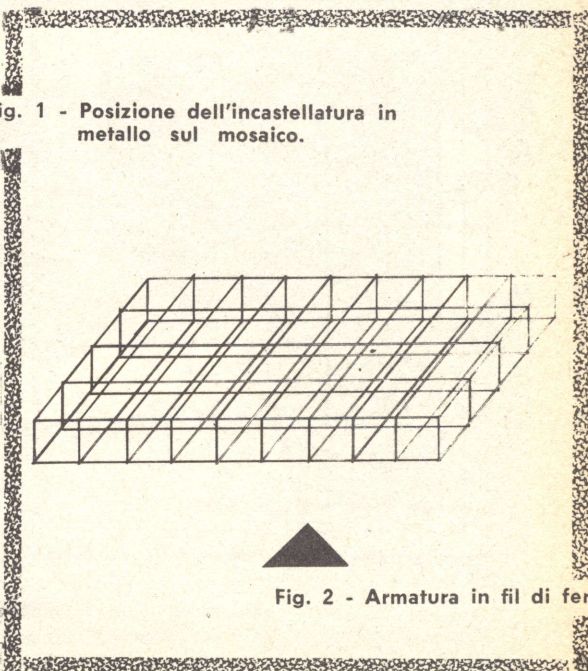 ig. 1 - Posizione dell'incastellatura in
metallo sul mosaico.
Fig. 2 - Armatura in fil di fer